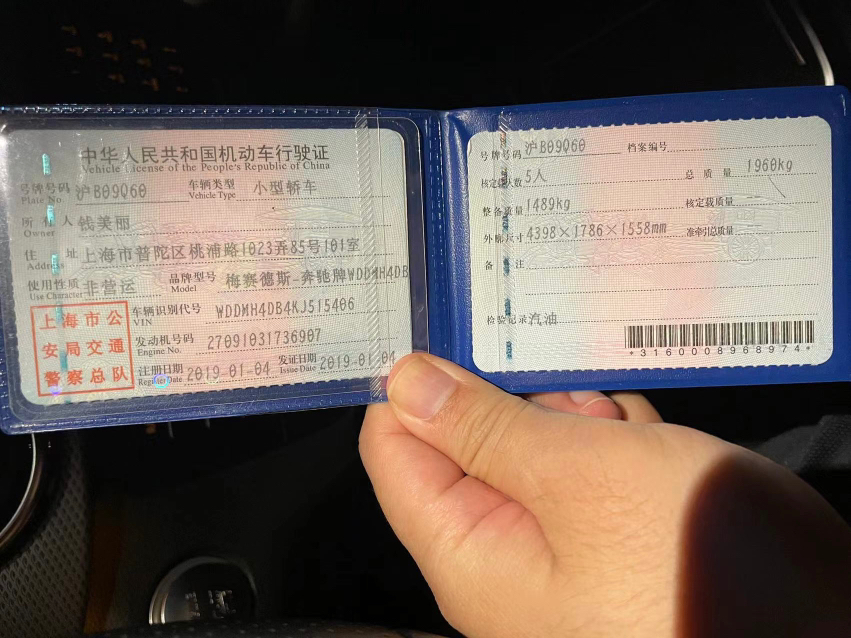 中华人民共和国机动车行驶证
Vehicle License of the People's Republic of China
号牌号码 沪B09Q60 车辆类型 小型轿车
Plate No. Vehicle Type
所有人 钱美丽
Owner
住址 上海市普陀区桃浦路1023弄85号101室
Address
使用性质 非营运 品牌型号 梅赛德斯-奔驰牌WDDMH4DB
Use Character Model
上海市公
安局交通
警察总队
车辆识别代号 WDDMH4DB4KJ515406
VIN
发动机号码 27091031736907
Engine No.
注册日期 2019-01-04 发证日期 2019-01-04
Register Date Issue Date
号牌号码 沪B09Q60 档案编号
核定载人数 5人 总质量 1960kg
整备质量 1489kg 核定载质量
外廓尺寸 4398×1786×1558mm 准牵引总质量
备注
检验记录 汽油
*3160008968974*